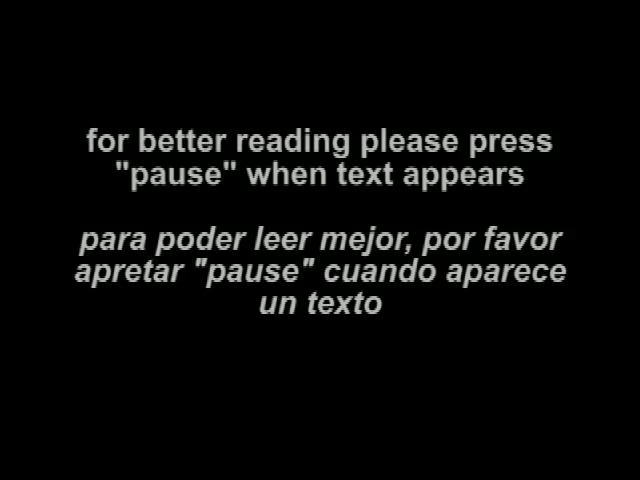 for better reading please press
"pause" when text appears
para poder leer mejor, por favor
apretar "pause" cuando aparece
un texto